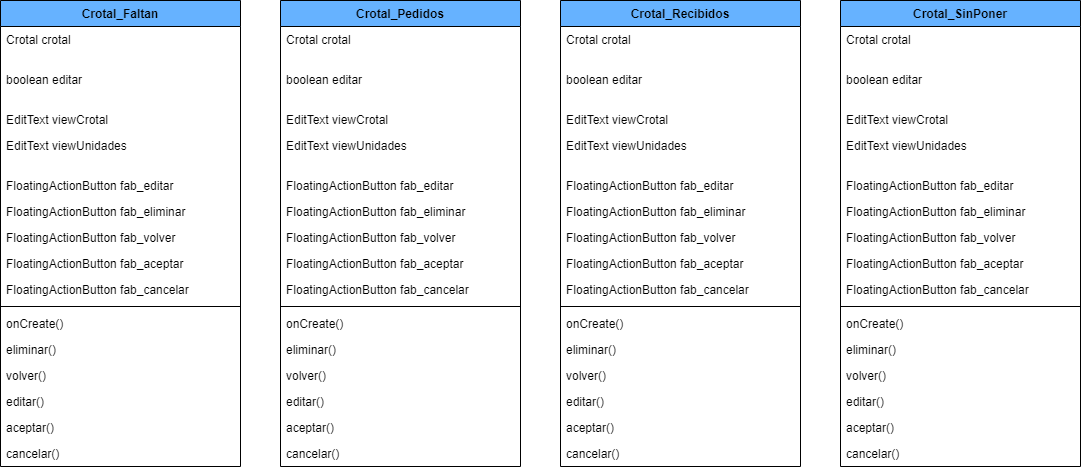 Crotal_Faltan
Crotal crotal
boolean editar
EditText viewCrotal
EditText viewUnidades
FloatingActionButton fab_editar
FloatingActionButton fab_eliminar
FloatingActionButton fab_volver
FloatingActionButton fab_aceptar
FloatingActionButton fab_cancelar
onCreate()
eliminar()
volver()
editar()
aceptar()
cancelar()
Crotal_Pedidos
Crotal crotal
boolean editar
EditText viewCrotal
EditText viewUnidades
FloatingActionButton fab_editar
FloatingActionButton fab_eliminar
FloatingActionButton fab_volver
FloatingActionButton fab_aceptar
FloatingActionButton fab_cancelar
onCreate()
eliminar()
volver()
editar()
aceptar()
cancelar()
Crotal_Recibidos
Crotal crotal
boolean editar
EditText viewCrotal
EditText viewUnidades
FloatingActionButton fab_editar
FloatingActionButton fab_eliminar
FloatingActionButton fab_volver
FloatingActionButton fab_aceptar
FloatingActionButton fab_cancelar
onCreate()
eliminar()
volver()
editar()
aceptar()
cancelar()
Crotal_SinPoner
Crotal crotal
boolean editar
EditText viewCrotal
EditText viewUnidades
FloatingActionButton fab_editar
FloatingActionButton fab_eliminar
FloatingActionButton fab_volver
FloatingActionButton fab_aceptar
FloatingActionButton fab_cancelar
onCreate()
eliminar()
volver()
editar()
aceptar()
cancelar()